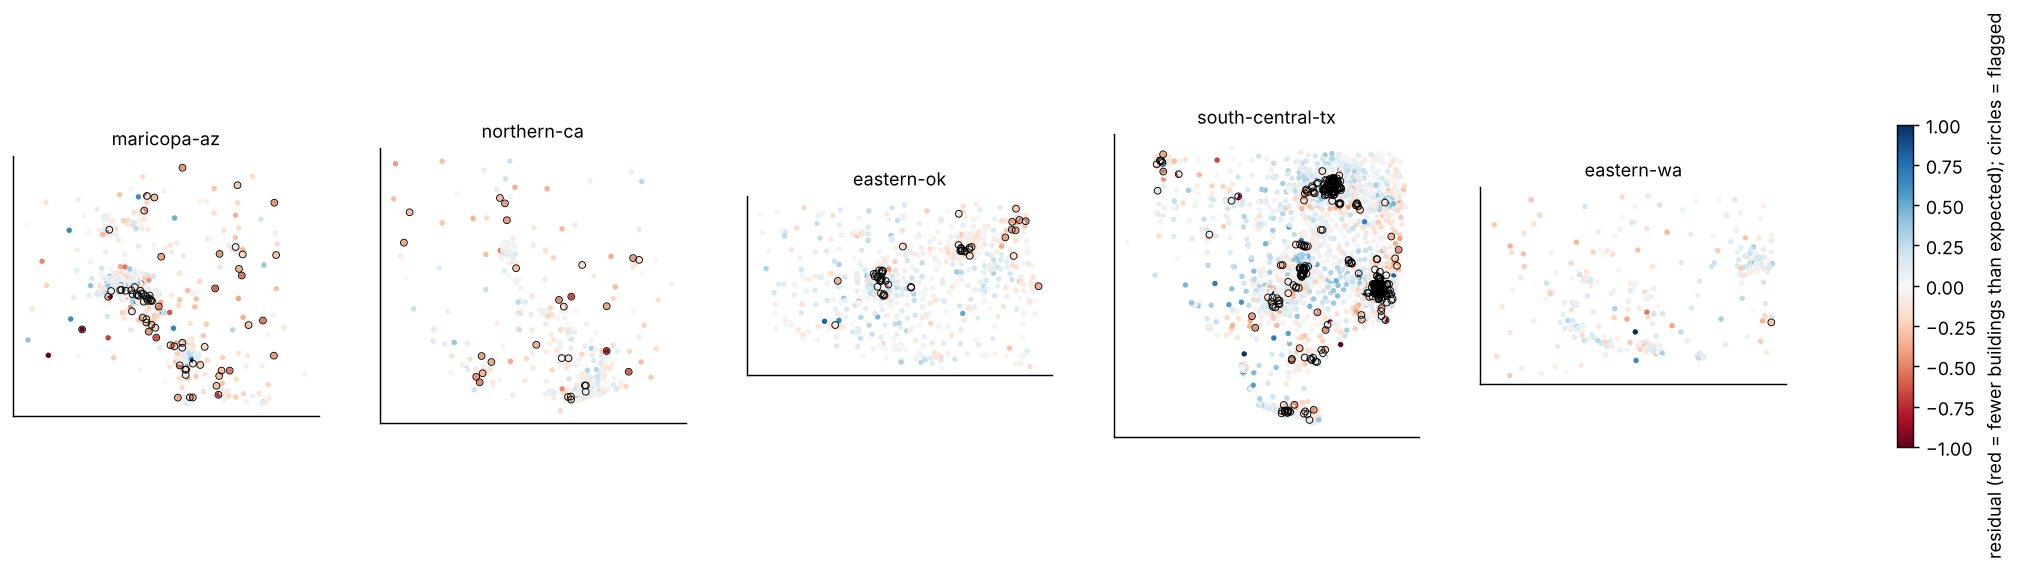 maricopa-az
northern-ca
eastern-ok
south-central-tx
eastern-wa
1.00
0.75
0.50
0.25
0.00
−0.25
−0.50
−0.75
−1.00
residual (red = fewer buildings than expected); circles = flagged